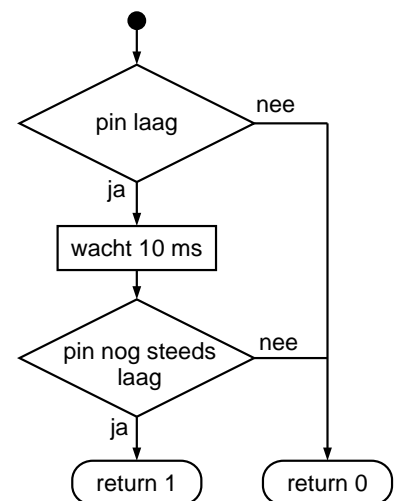 pin laag
nee
ja
wacht 10 ms
pin nog steeds
laag
nee
ja
return 1
return 0